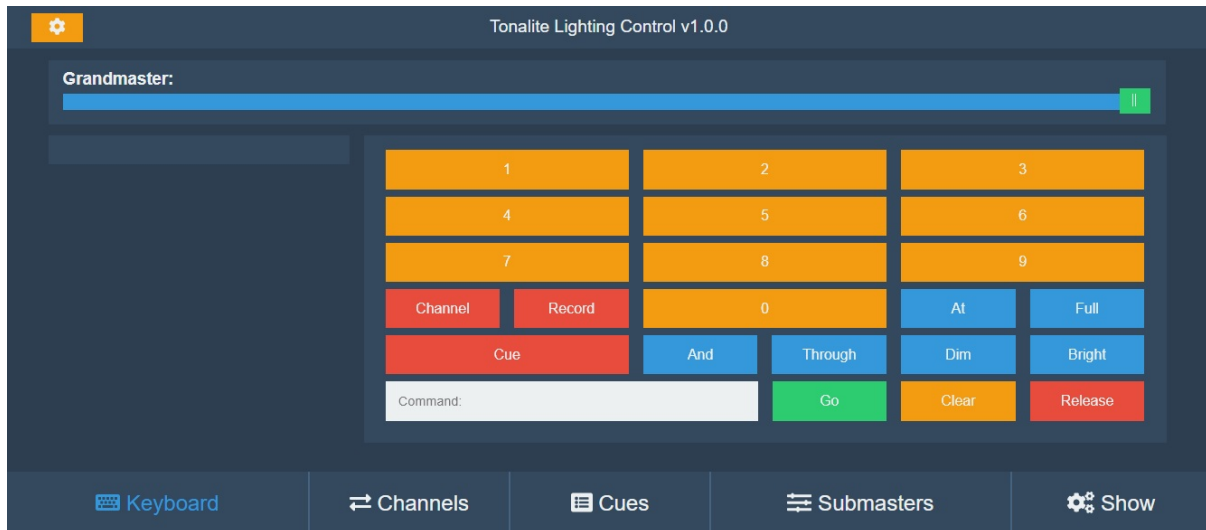 Tonalite Lighting Control v1.0.0
Grandmaster:
1 2 3
4 5 6
7 8 9
Channel Record 0 At Full
Cue And Through Dim Bright
Command: Go Clear Release
Keyboard Channels Cues Submasters Show